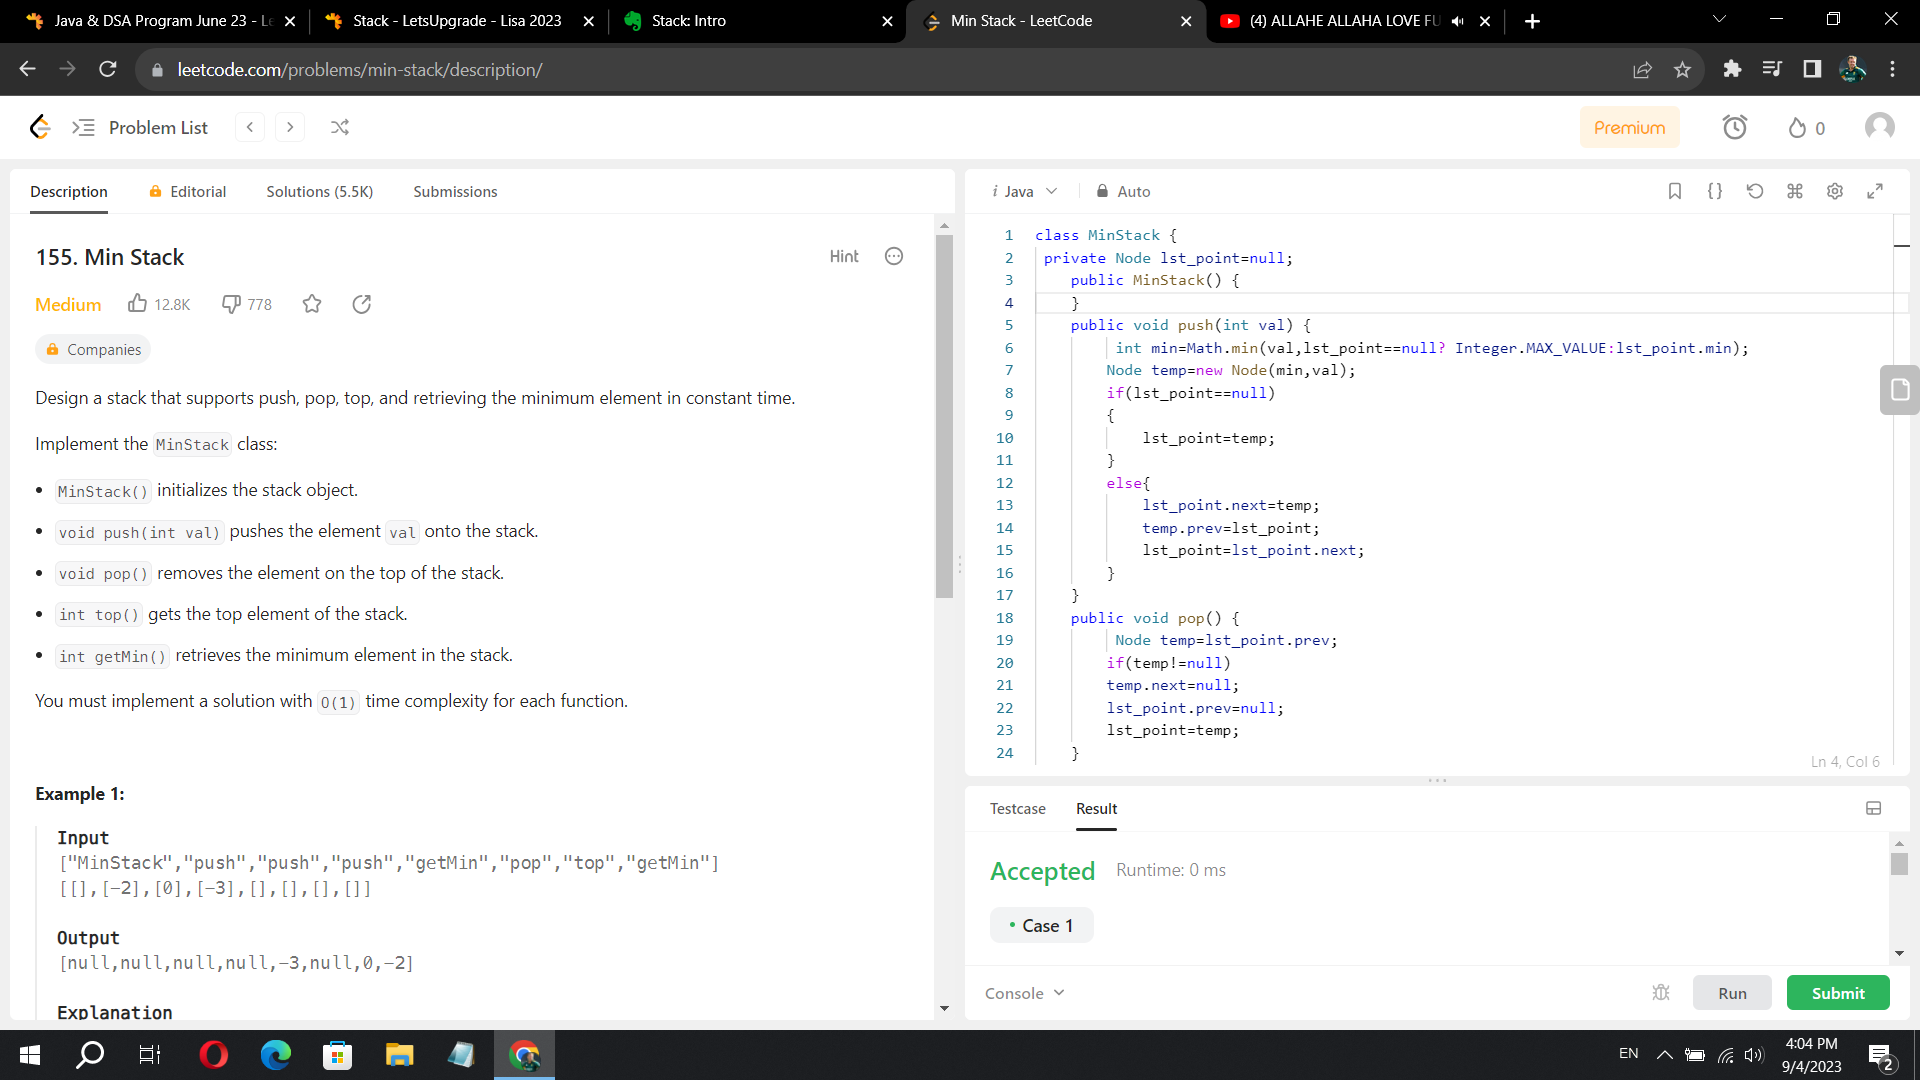 Java & DSA Program June 23 - Le
Stack - LetsUpgrade - Lisa 2023
Stack: Intro
Min Stack - LeetCode
(4) ALLAHE ALLAHA LOVE FU
leetcode.com/problems/min-stack/description/
Problem List
Premium
0
Description
Editorial
Solutions (5.5K)
Submissions
155. Min Stack
Hint
Medium
12.8K
778
Companies
Design a stack that supports push, pop, top, and retrieving the minimum element in constant time.
Implement the MinStack class:
• MinStack() initializes the stack object.
• void push(int val) pushes the element val onto the stack.
• void pop() removes the element on the top of the stack.
• int top() gets the top element of the stack.
• int getMin() retrieves the minimum element in the stack.
You must implement a solution with O(1) time complexity for each function.
Example 1:
Input
["MinStack","push","push","push","getMin","pop","top","getMin"]
[[],[-2],[0],[-3],[],[],[],[]]
Output
[null,null,null,null,-3,null,0,-2]
Explanation
i Java
Auto
1 class MinStack {
2 private Node lst_point=null;
3 public MinStack() {
4 }
5 public void push(int val) {
6 int min=Math.min(val,lst_point==null? Integer.MAX_VALUE:lst_point.min);
7 Node temp=new Node(min,val);
8 if(lst_point==null)
9 {
10 lst_point=temp;
11 }
12 else{
13 lst_point.next=temp;
14 temp.prev=lst_point;
15 lst_point=lst_point.next;
16 }
17 }
18 public void pop() {
19 Node temp=lst_point.prev;
20 if(temp!=null)
21 temp.next=null;
22 lst_point.prev=null;
23 lst_point=temp;
24 }
Ln 4, Col 6
Testcase
Result
Accepted
Runtime: 0 ms
• Case 1
Console
Run
Submit
EN
4:04 PM
9/4/2023
2